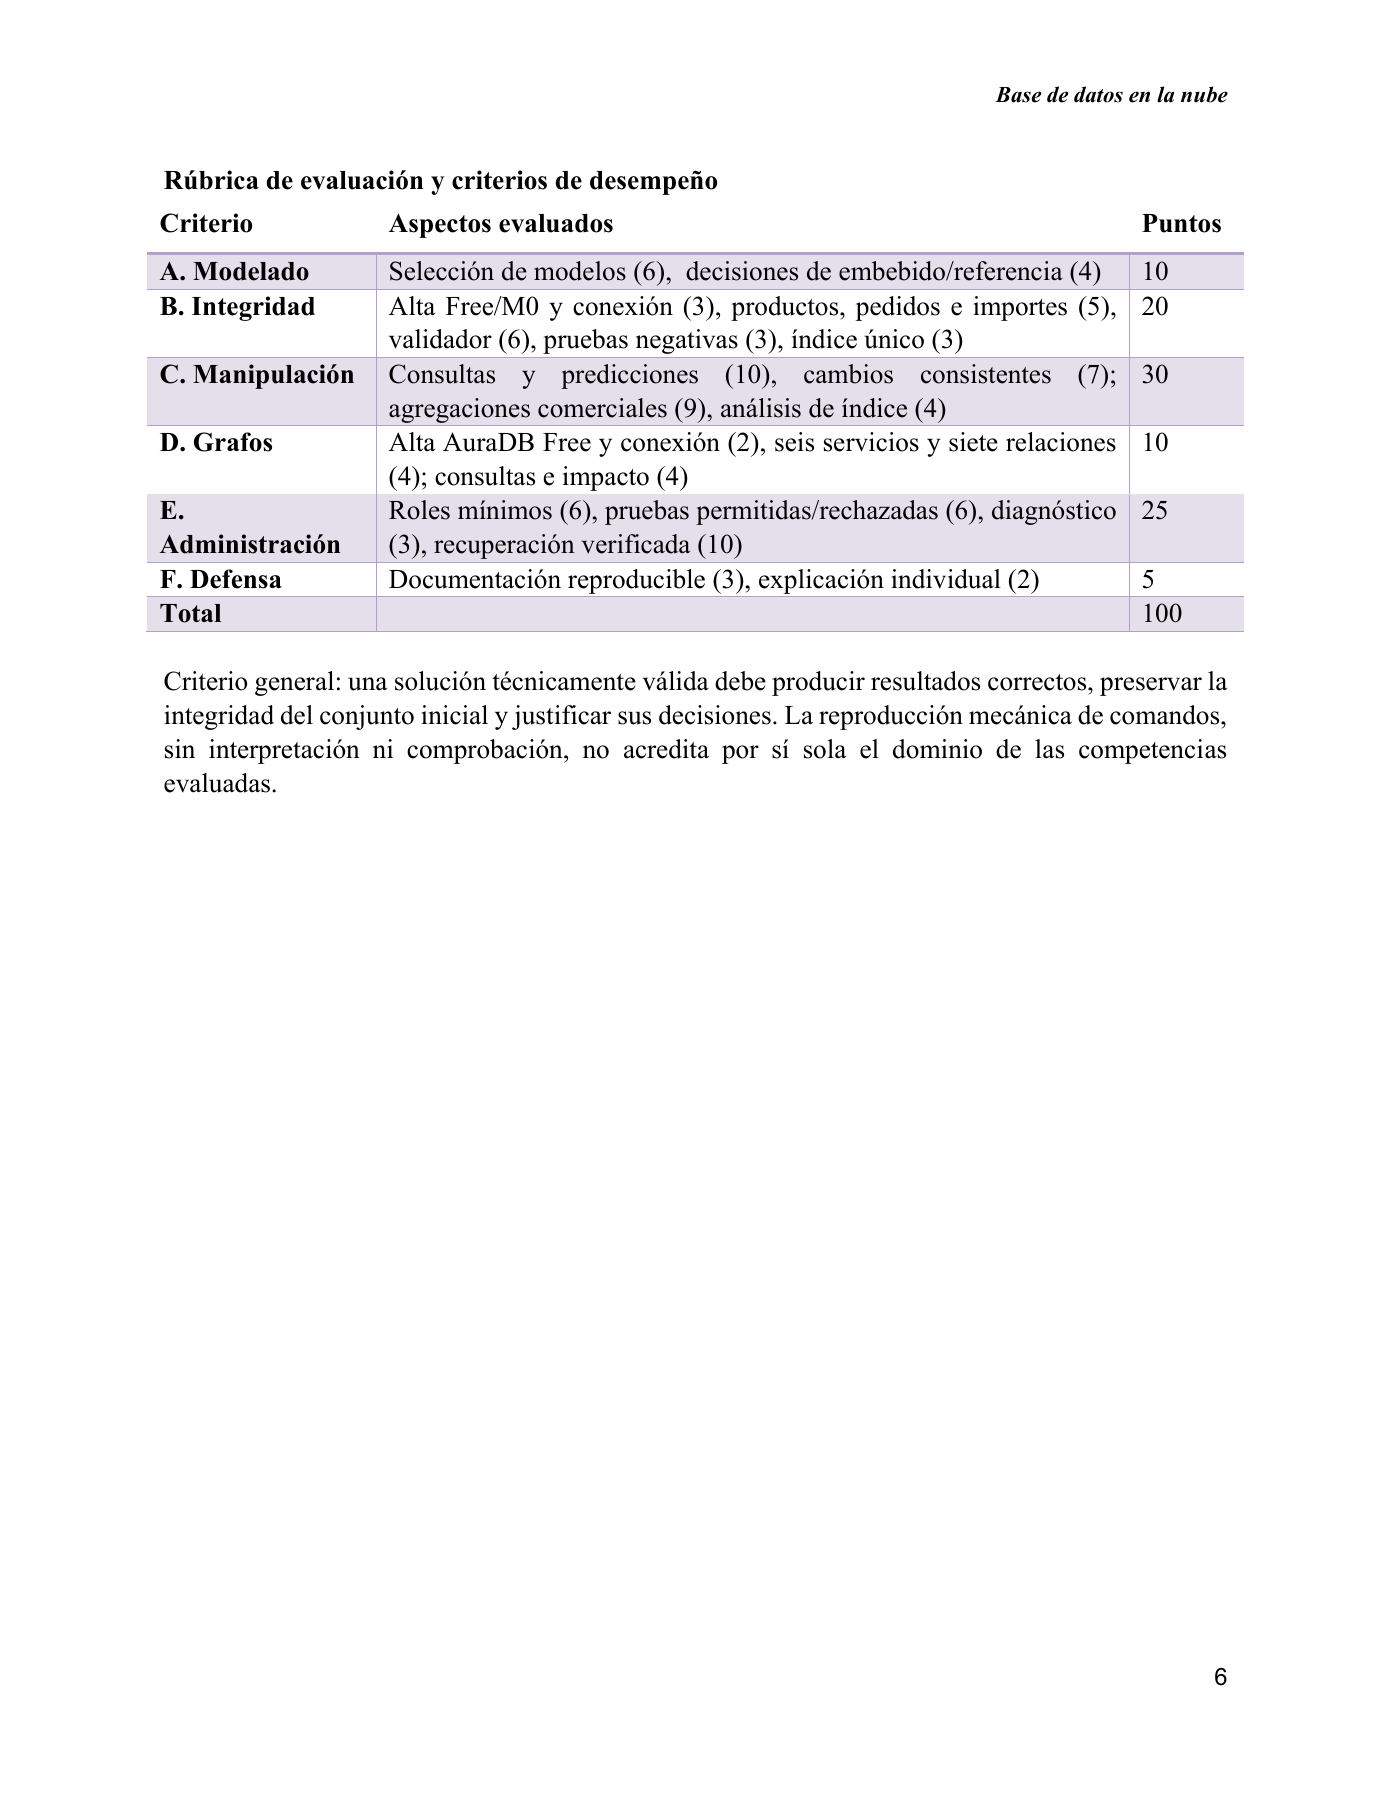 Base de datos en la nube
Rúbrica de evaluación y criterios de desempeño
Criterio Aspectos evaluados Puntos
A. Modelado Selección de modelos (6),  decisiones de embebido/referencia (4) 10
B. Integridad Alta Free/M0 y conexión (3), productos, pedidos e importes (5), 20
validador (6), pruebas negativas (3), índice único (3)
C. Manipulación Consultas y predicciones (10), cambios consistentes (7); 30
agregaciones comerciales (9), análisis de índice (4)
D. Grafos Alta AuraDB Free y conexión (2), seis servicios y siete relaciones 10
(4); consultas e impacto (4)
E. Roles mínimos (6), pruebas permitidas/rechazadas (6), diagnóstico 25
Administración (3), recuperación verificada (10)
F. Defensa Documentación reproducible (3), explicación individual (2) 5
Total 100
Criterio general: una solución técnicamente válida debe producir resultados correctos, preservar la
integridad del conjunto inicial y justificar sus decisiones. La reproducción mecánica de comandos,
sin interpretación ni comprobación, no acredita por sí sola el dominio de las competencias
evaluadas.
6